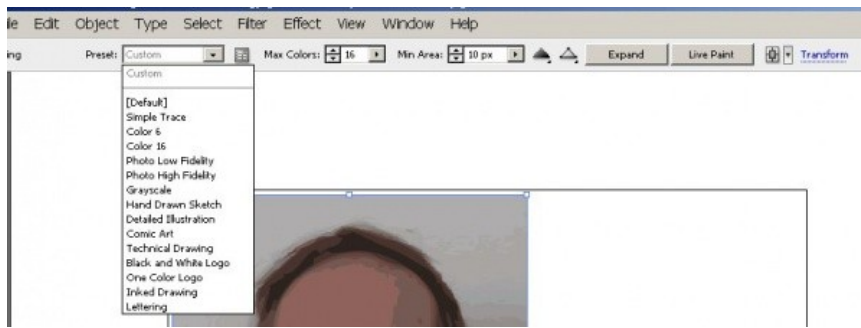 le Edit Object Type Select Filter Effect View Window Help
ing Preset: Custom Max Colors: 16 Min Area: 10 px Expand Live Paint Transform
Custom
[Default]
Simple Trace
Color 6
Color 16
Photo Low Fidelity
Photo High Fidelity
Grayscale
Hand Drawn Sketch
Detailed Illustration
Comic Art
Technical Drawing
Black and White Logo
One Color Logo
Inked Drawing
Lettering